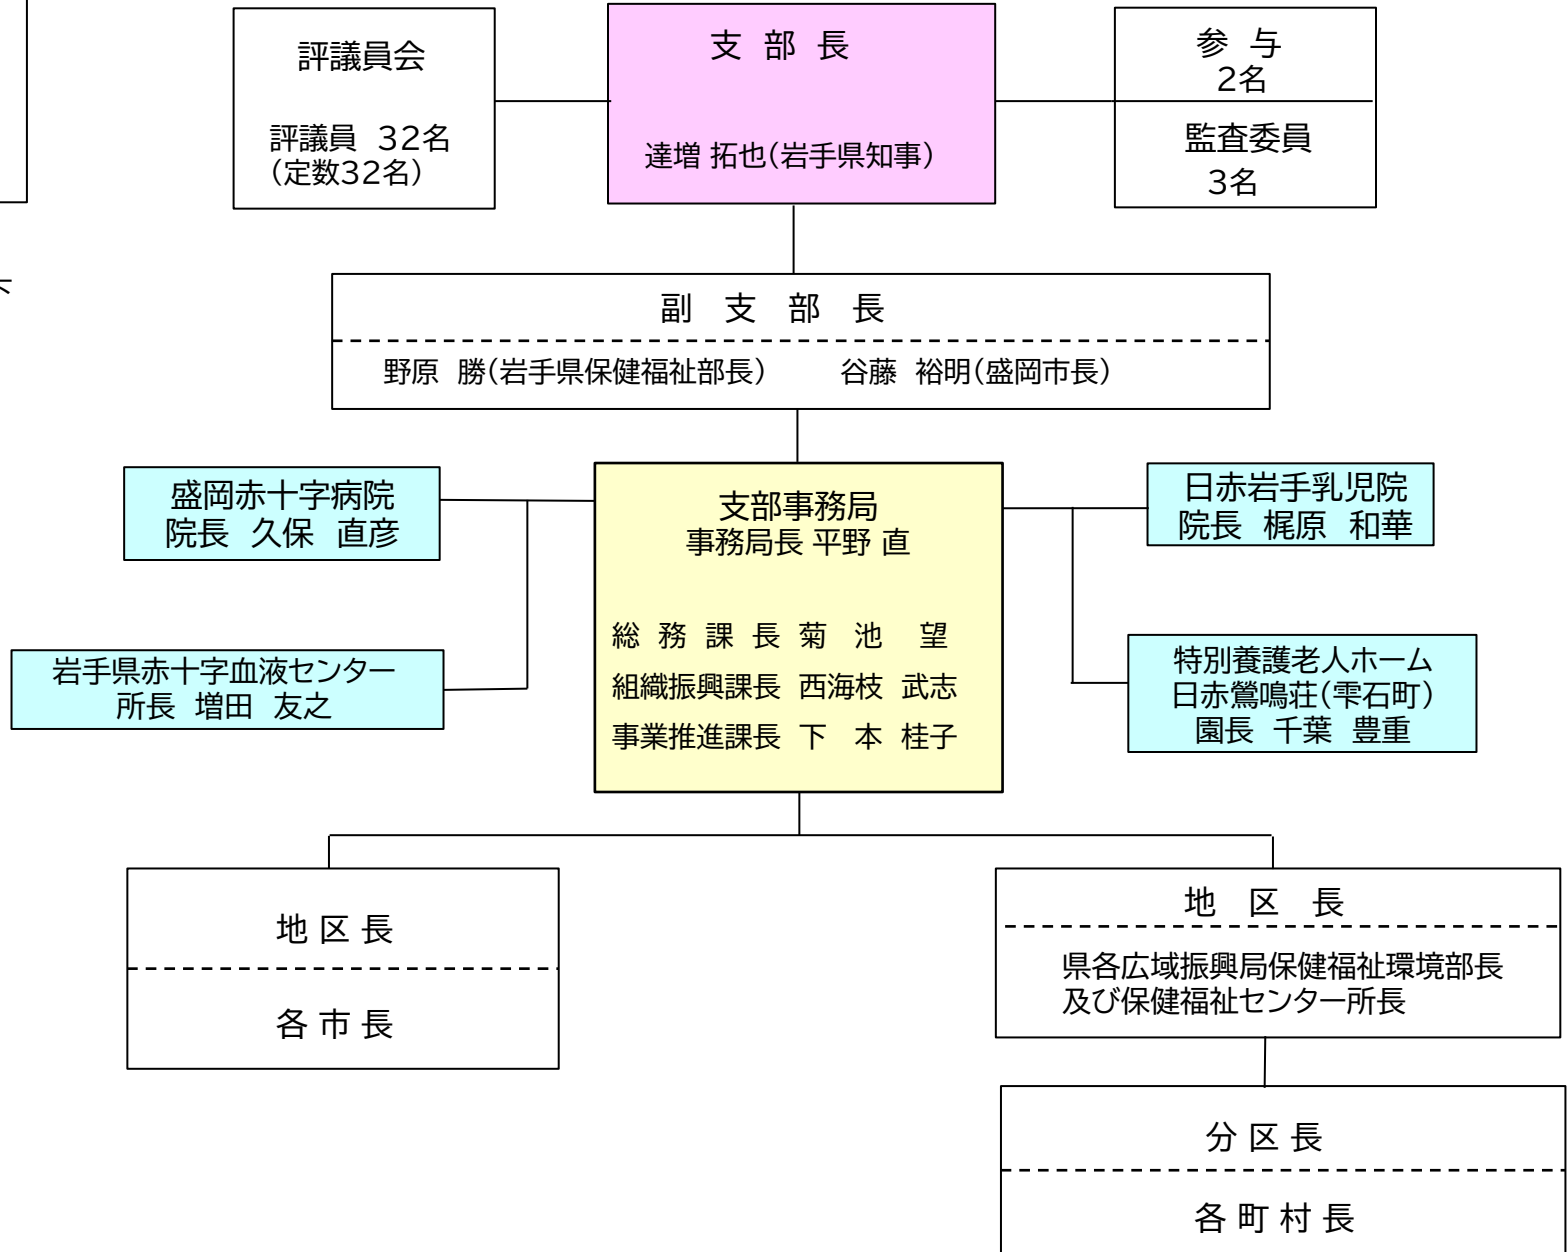 評議員会
評議員 32名
(定数32名)
支 部 長
達増 拓也(岩手県知事)
参 与
2名
監査委員
3名
副 支 部 長
野原 勝(岩手県保健福祉部長) 谷藤 裕明(盛岡市長)
盛岡赤十字病院
院長 久保 直彦
岩手県赤十字血液センター
所長 増田 友之
支部事務局
事務局長 平野 直
総 務 課 長 菊 池 望
組織振興課長 西海枝 武志
事業推進課長 下 本 桂子
日赤岩手乳児院
院長 梶原 和華
特別養護老人ホーム
日赤鶯鳴荘(雫石町)
園長 千葉 豊重
地 区 長
各 市 長
地 区 長
県各広域振興局保健福祉環境部長
及び保健福祉センター所長
分 区 長
各 町 村 長